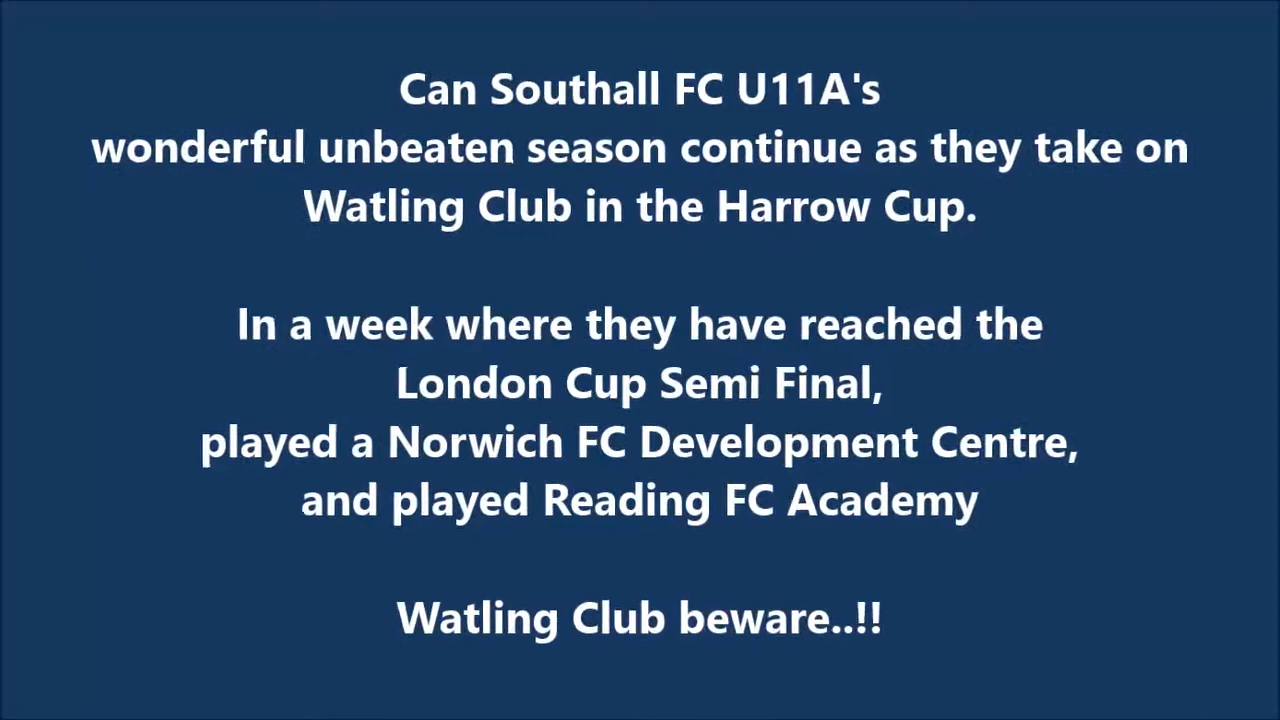 Can Southall FC U11A's
wonderful unbeaten season continue as they take on
Watling Club in the Harrow Cup.
In a week where they have reached the
London Cup Semi Final,
played a Norwich FC Development Centre,
and played Reading FC Academy
Watling Club beware..!!